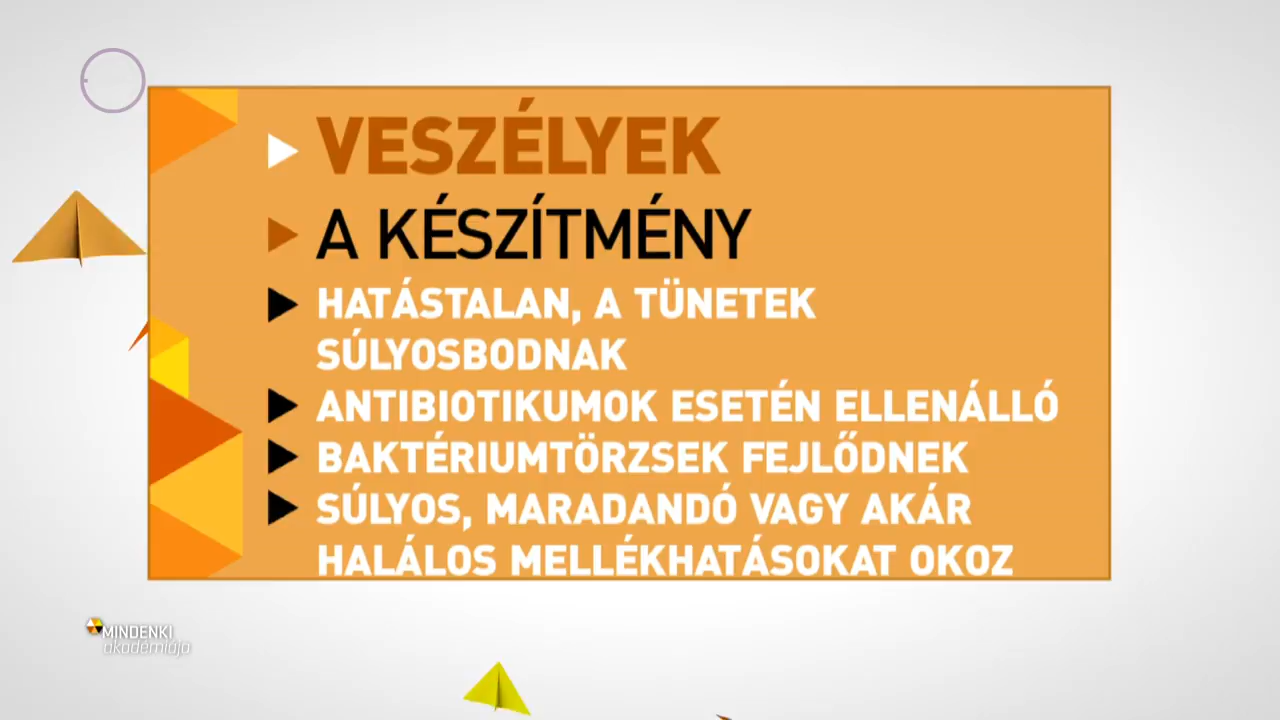 VESZÉLYEK
A KÉSZÍTMÉNY
HATÁSTALAN, A TÜNETEK
SÚLYOSBODNAK
ANTIBIOTIKUMOK ESETÉN ELLENÁLLÓ
BAKTÉRIUMTÖRZSEK FEJLŐDNEK
SÚLYOS, MARADANDÓ VAGY AKÁR
HALÁLOS MELLÉKHATÁSOKAT OKOZ
MINDENKI
akadémiája